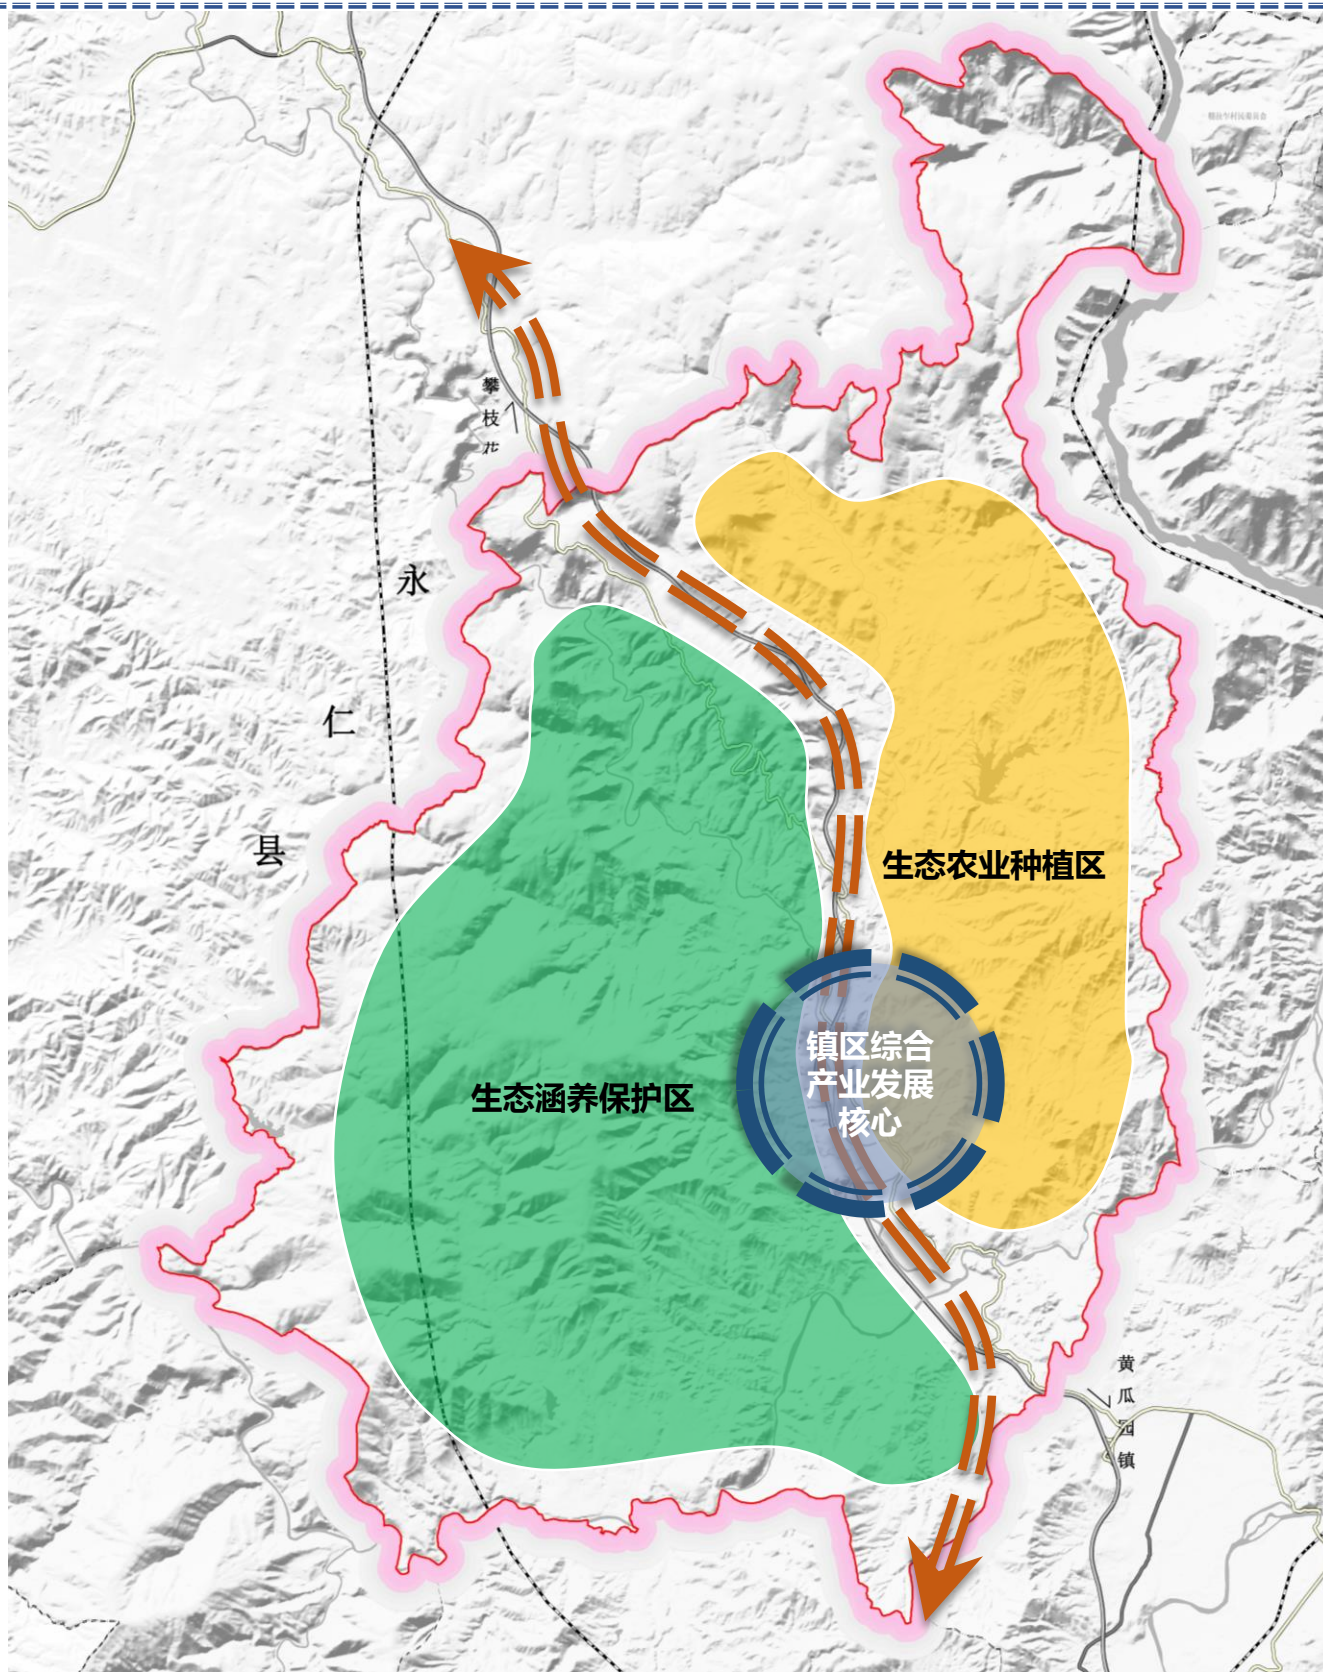 攀
枝
花
永
仁
县
生态农业种植区
镇区综合
产业发展
核心
生态涵养保护区
黄
瓜
园
镇